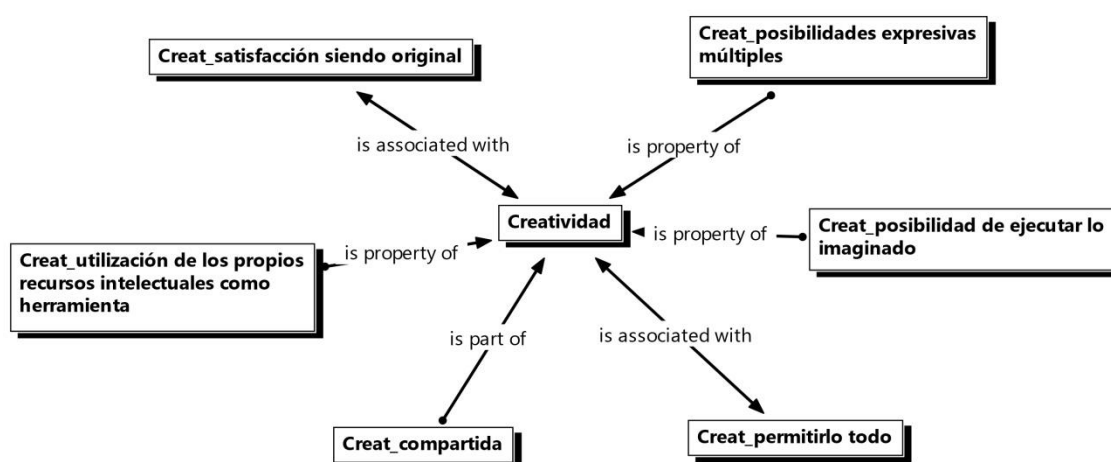 Creat_satisfacción siendo original
Creat_posibilidades expresivas
múltiples
is associated with
is property of
Creatividad
Creat_posibilidad de ejecutar lo
imaginado
is property of
Creat_utilización de los propios
recursos intelectuales como
herramienta
is property of
is part of
is associated with
Creat_compartida
Creat_permitirlo todo